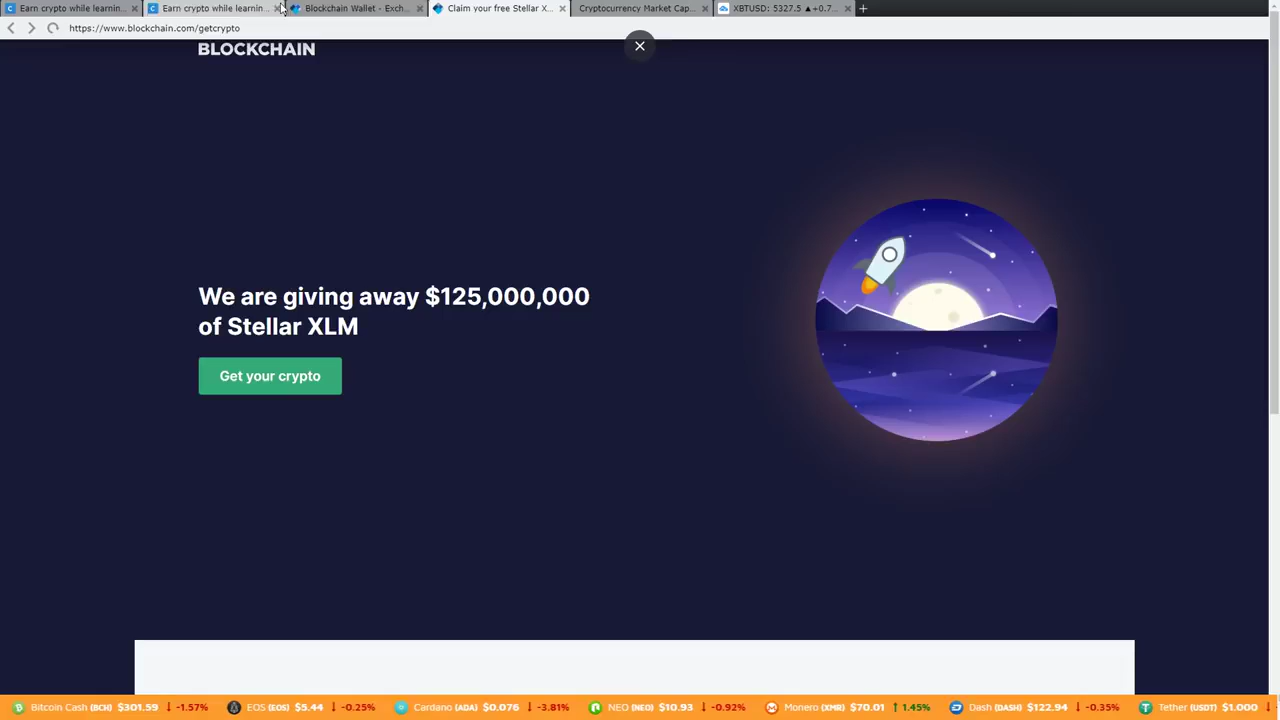 Earn crypto while learnin...
Earn crypto while learnin...
Blockchain Wallet - Exch...
Claim your free Stellar X...
Cryptocurrency Market Cap...
XBTUSD: 5327.5 ▲+0.7...
https://www.blockchain.com/getcrypto
BLOCKCHAIN
We are giving away $125,000,000
of Stellar XLM
Get your crypto
Bitcoin Cash (BCH) $301.59 ↓ -1.57% EOS (EOS) $5.44 ↓ -0.25% Cardano (ADA) $0.076 ↓ -3.81% NEO (NEO) $10.93 ↓ -0.92% Monero (XMR) $70.01 ↑ 1.45% Dash (DASH) $122.94 ↓ -0.35% Tether (USDT) $1.000 ↓